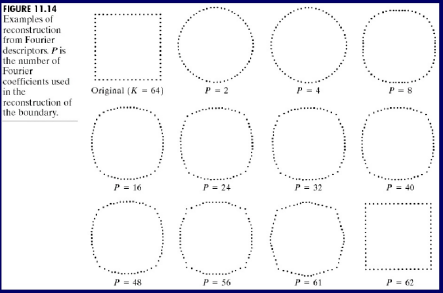 FIGURE 11.14
Examples of
reconstruction
from Fourier
descriptors. P is
the number of
Fourier
coefficients used
in the
reconstruction of
the boundary.
Original (K = 64)
P = 2
P = 4
P = 8
P = 16
P = 24
P = 32
P = 40
P = 48
P = 56
P = 61
P = 62